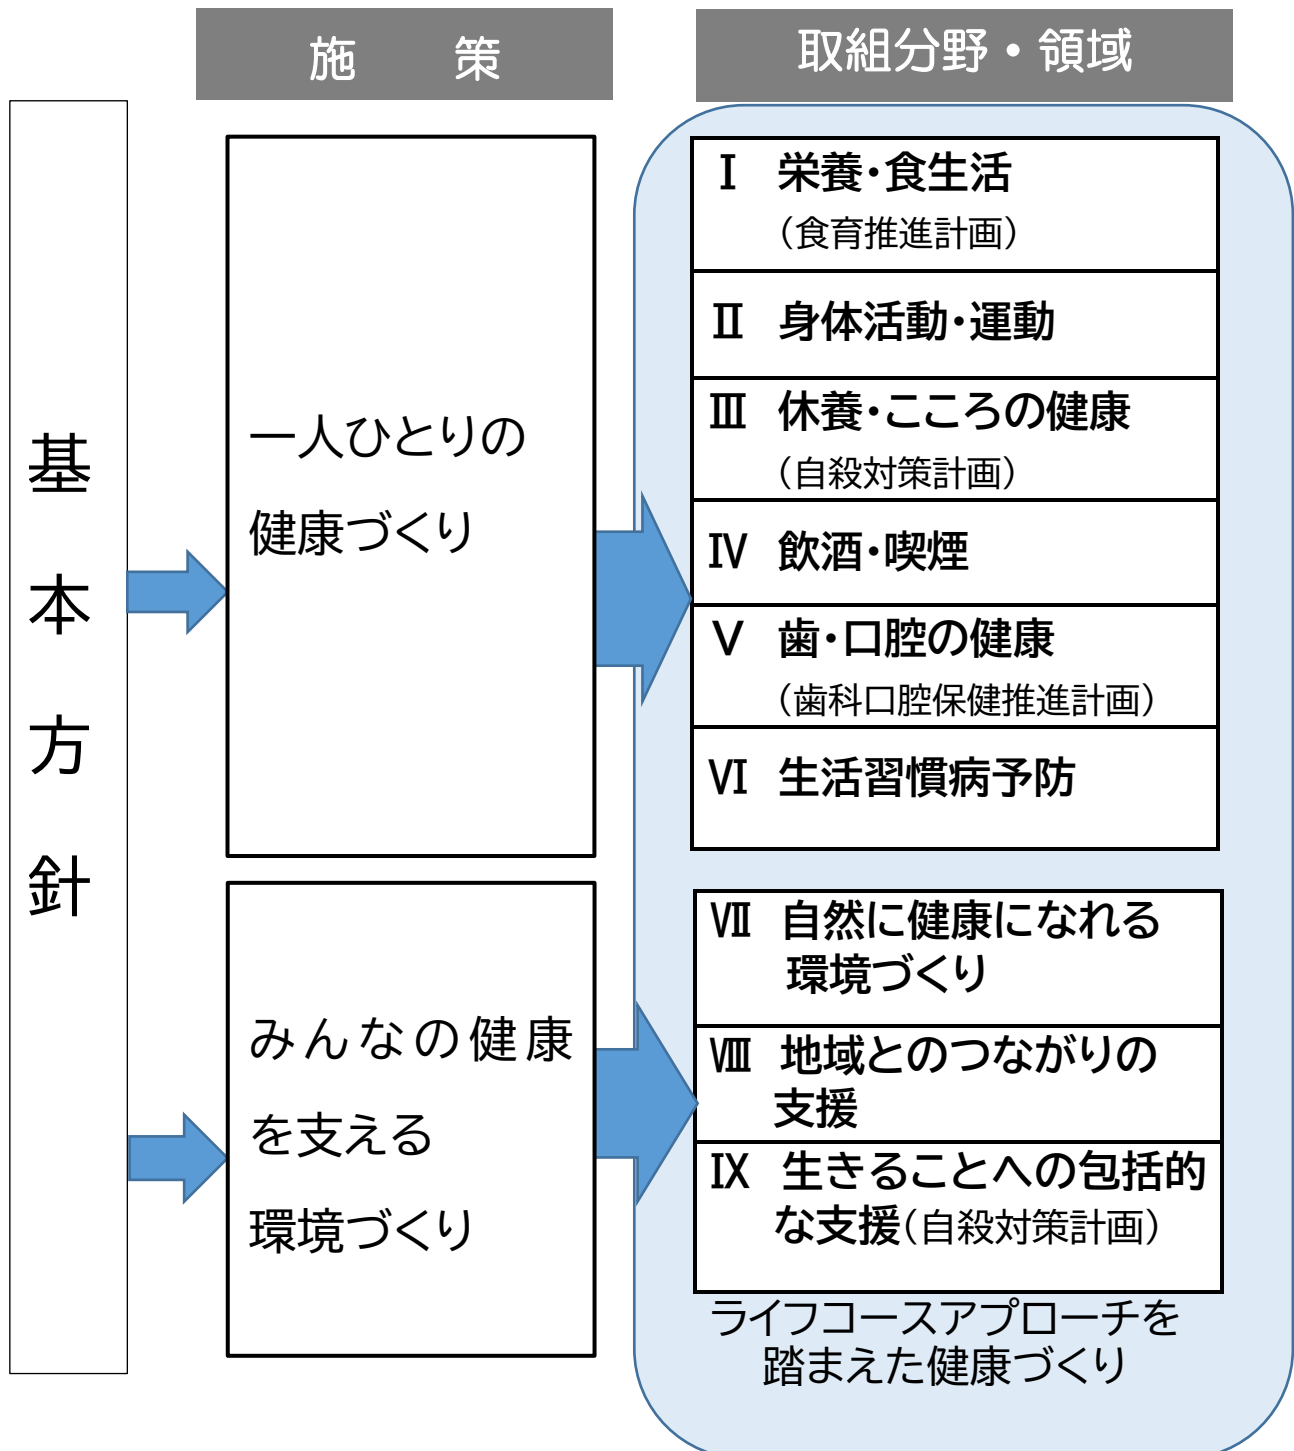 施　策
取組分野・領域
基本方針
一人ひとりの
健康づくり
Ⅰ 栄養・食生活
（食育推進計画）
Ⅱ 身体活動・運動
Ⅲ 休養・こころの健康
（自殺対策計画）
Ⅳ 飲酒・喫煙
Ⅴ 歯・口腔の健康
（歯科口腔保健推進計画）
Ⅵ 生活習慣病予防
みんなの健康
を支える
環境づくり
Ⅶ 自然に健康になれる
環境づくり
Ⅷ 地域とのつながりの
支援
Ⅸ 生きることへの包括的
な支援（自殺対策計画）
ライフコースアプローチを
踏まえた健康づくり